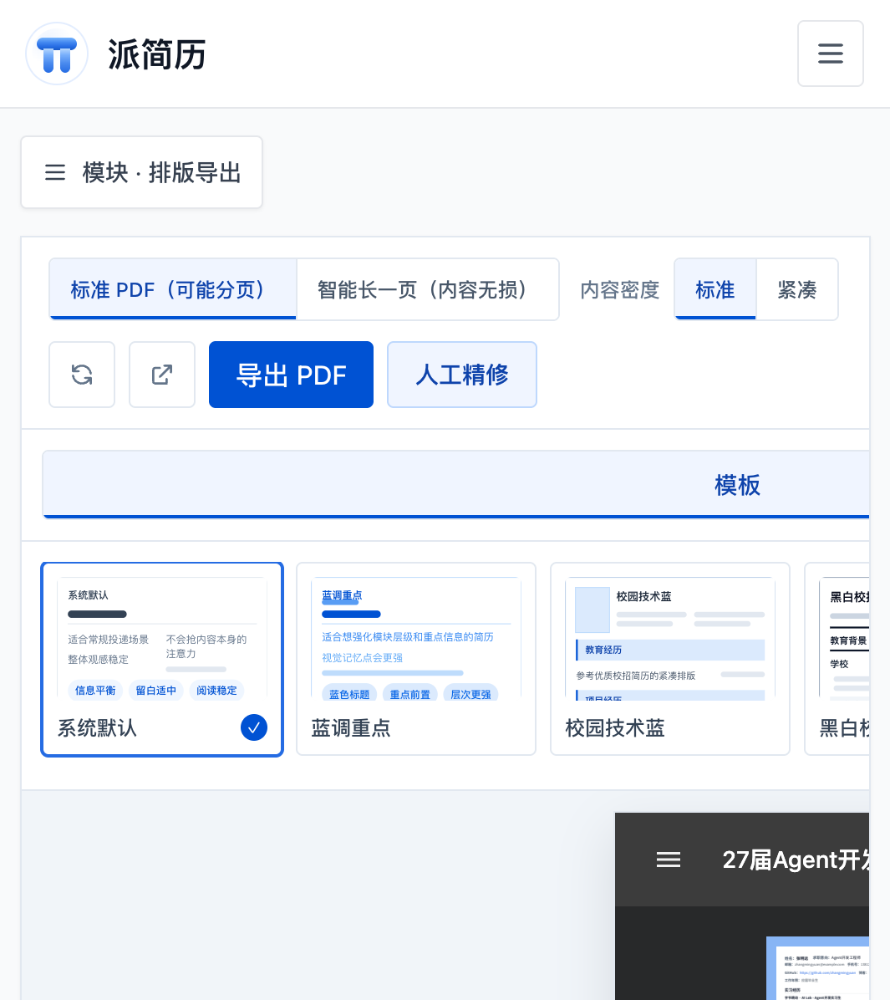 派简历
模块 · 排版导出
标准 PDF（可能分页）
智能长一页（内容无损）
内容密度
标准
紧凑
导出 PDF
人工精修
模板
系统默认
适合常规投递场景
整体观感稳定
不会抢内容本身的
注意力
信息平衡
留白适中
阅读稳定
系统默认
蓝调重点
适合想强化模块层级和重点信息的简历
视觉记忆点会更强
蓝色标题
重点前置
层次更强
蓝调重点
校园技术蓝
教育经历
参考优质校招简历的紧凑排版
项目经历
校园技术蓝
黑白校招
教育背景
学校
黑白校
27届Agent开发